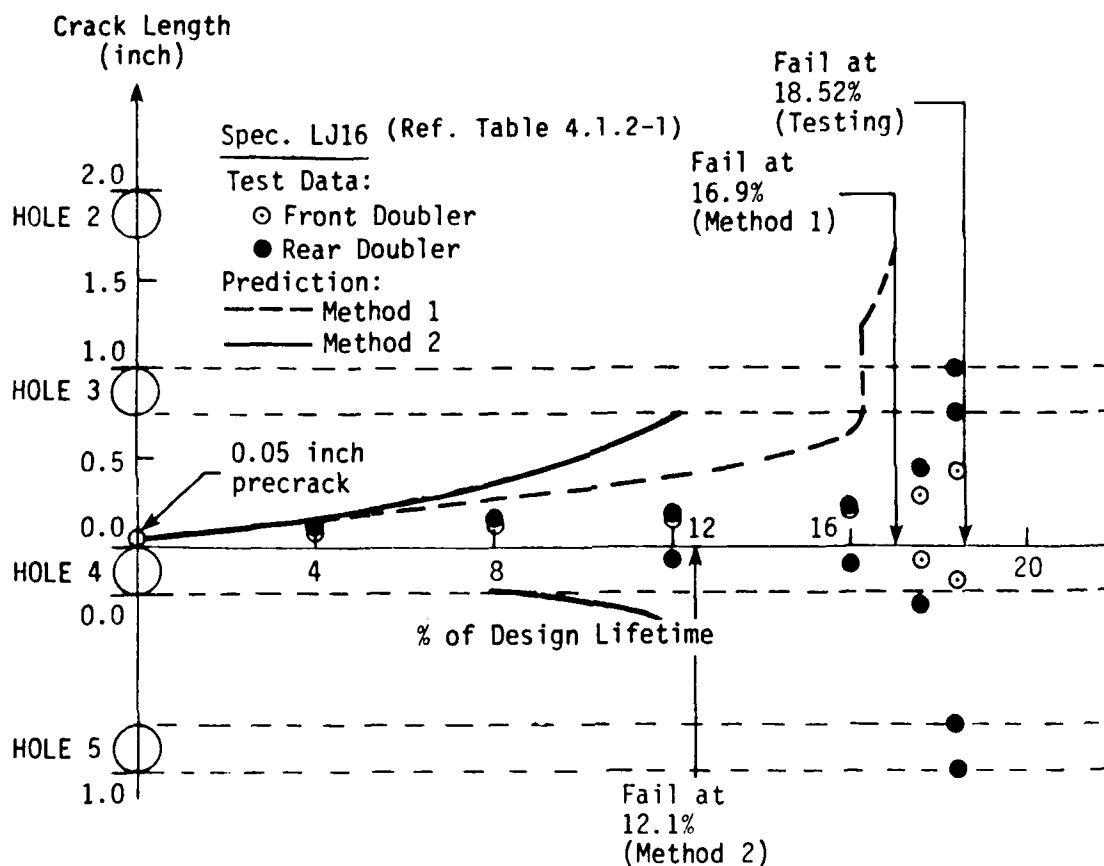 Crack Length
(inch)
Fail at
18.52%
(Testing)
Spec. LJ16 (Ref. Table 4.1.2-1)
Fail at
16.9%
(Method 1)
Test Data:
Front Doubler
Rear Doubler
Prediction:
Method 1
Method 2
2.0
HOLE 2
1.5
1.0
HOLE 3
0.5
0.05 inch
precrack
0.0
12
16
HOLE 4
4
8
20
0.0
% of Design Lifetime
HOLE 5
1.0
Fail at
12.1%
(Method 2)